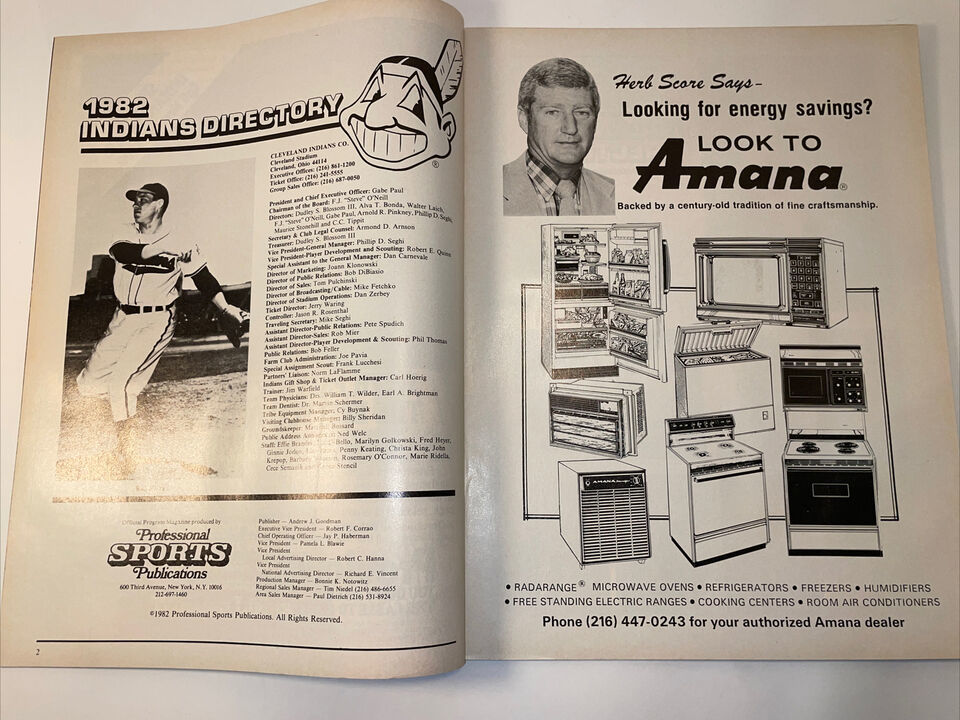 1982
INDIANS DIRECTORY
®
CLEVELAND INDIANS CO.
Cleveland Stadium
Cleveland, Ohio 44114
Executive Offices: (216) 861-1200
Ticket Office: (216) 241-5555
Group Sales Office: (216) 687-0050
President and Chief Executive Officer: Gabe Paul
Chairman of the Board: F.J. "Steve" O'Neill
Directors: Dudley S. Blossom III, Alva T. Bonda, Walter Laich,
F.J. "Steve" O'Neill, Gabe Paul, Arnold R. Pinkney, Phillip D. Seghi,
Maurice Stonehill and C.C. Tippit
Secretary & Club Legal Counsel: Armond D. Arnson
Treasurer: Dudley S. Blossom III
Vice President-General Manager: Phillip D. Seghi
Vice President-Player Development and Scouting: Robert E. Quinn
Special Assistant to the General Manager: Dan Carnevale
Director of Marketing: Joann Klonowski
Director of Public Relations: Bob DiBiasio
Director of Sales: Tom Pulchinski
Director of Broadcasting/Cable: Mike Fetchko
Director of Stadium Operations: Dan Zerbey
Ticket Director: Jerry Waring
Controller: Jason R. Rosenthal
Traveling Secretary: Mike Seghi
Assistant Director-Public Relations: Pete Spudich
Assistant Director-Sales: Rob Mier
Assistant Director-Player Development & Scouting: Phil Thomas
Public Relations: Bob Feller
Farm Club Administration: Joe Pavia
Special Assignment Scout: Frank Lucchesi
Partners' Liaison: Norm LaFlamme
Indians Gift Shop & Ticket Outlet Manager: Carl Hoerig
Trainer: Jim Warfield
Team Physicians: Drs. William T. Wilder, Earl A. Brightman
Team Dentist: Dr. Schermer
Tribe Equipment Manager: Cy Buynak
Visiting Clubhouse Manager: Billy Sheridan
Groundskeeper: Bossard
Public Address Ned Welc
Staff: Effie Bello, Marilyn Golkowski, Fred Heyer,
Ginnie Penny Keating, Christa King, John
Krepop, Rosemary O'Connor, Marie Ridella,
Cece Stencil
Official Program Magazine produced by
Professional
SPORTS
Publications
600 Third Avenue, New York, N.Y. 10016
212-697-1460
Publisher — Andrew J. Goodman
Executive Vice President — Robert F. Corrao
Chief Operating Officer — Jay P. Haberman
Vice President — Pamela L. Blawie
Vice President
Local Advertising Director — Robert C. Hanna
Vice President
National Advertising Director — Richard E. Vincent
Production Manager — Bonnie K. Notowitz
Regional Sales Manager — Tim Niedel (216) 486-6655
Area Sales Manager — Paul Dietrich (216) 531-8924
©1982 Professional Sports Publications. All Rights Reserved.
2
Herb Score Says-
Looking for energy savings?
LOOK TO
Amana®
Backed by a century-old tradition of fine craftsmanship.
AMANA
• RADARANGE® MICROWAVE OVENS • REFRIGERATORS • FREEZERS • HUMIDIFIERS
• FREE STANDING ELECTRIC RANGES • COOKING CENTERS • ROOM AIR CONDITIONERS
Phone (216) 447-0243 for your authorized Amana dealer